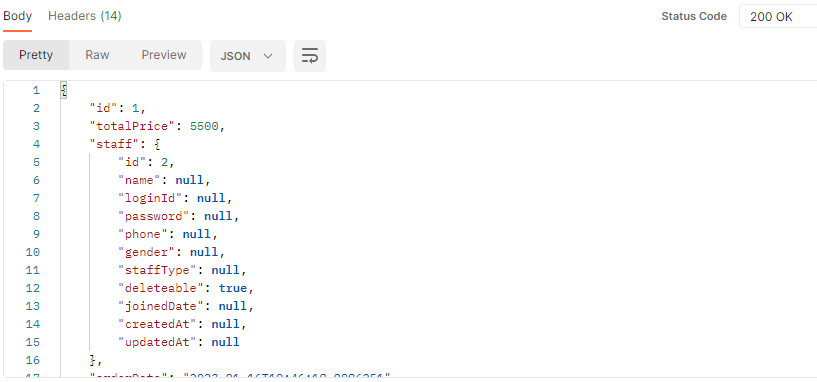 Body Headers (14) Status Code 200 OK
Pretty Raw Preview JSON
1 {
2 "id": 1,
3 "totalPrice": 5500,
4 "staff": {
5 "id": 2,
6 "name": null,
7 "loginId": null,
8 "password": null,
9 "phone": null,
10 "gender": null,
11 "staffType": null,
12 "deleteable": true,
13 "joinedDate": null,
14 "createdAt": null,
15 "updatedAt": null
16 },
17